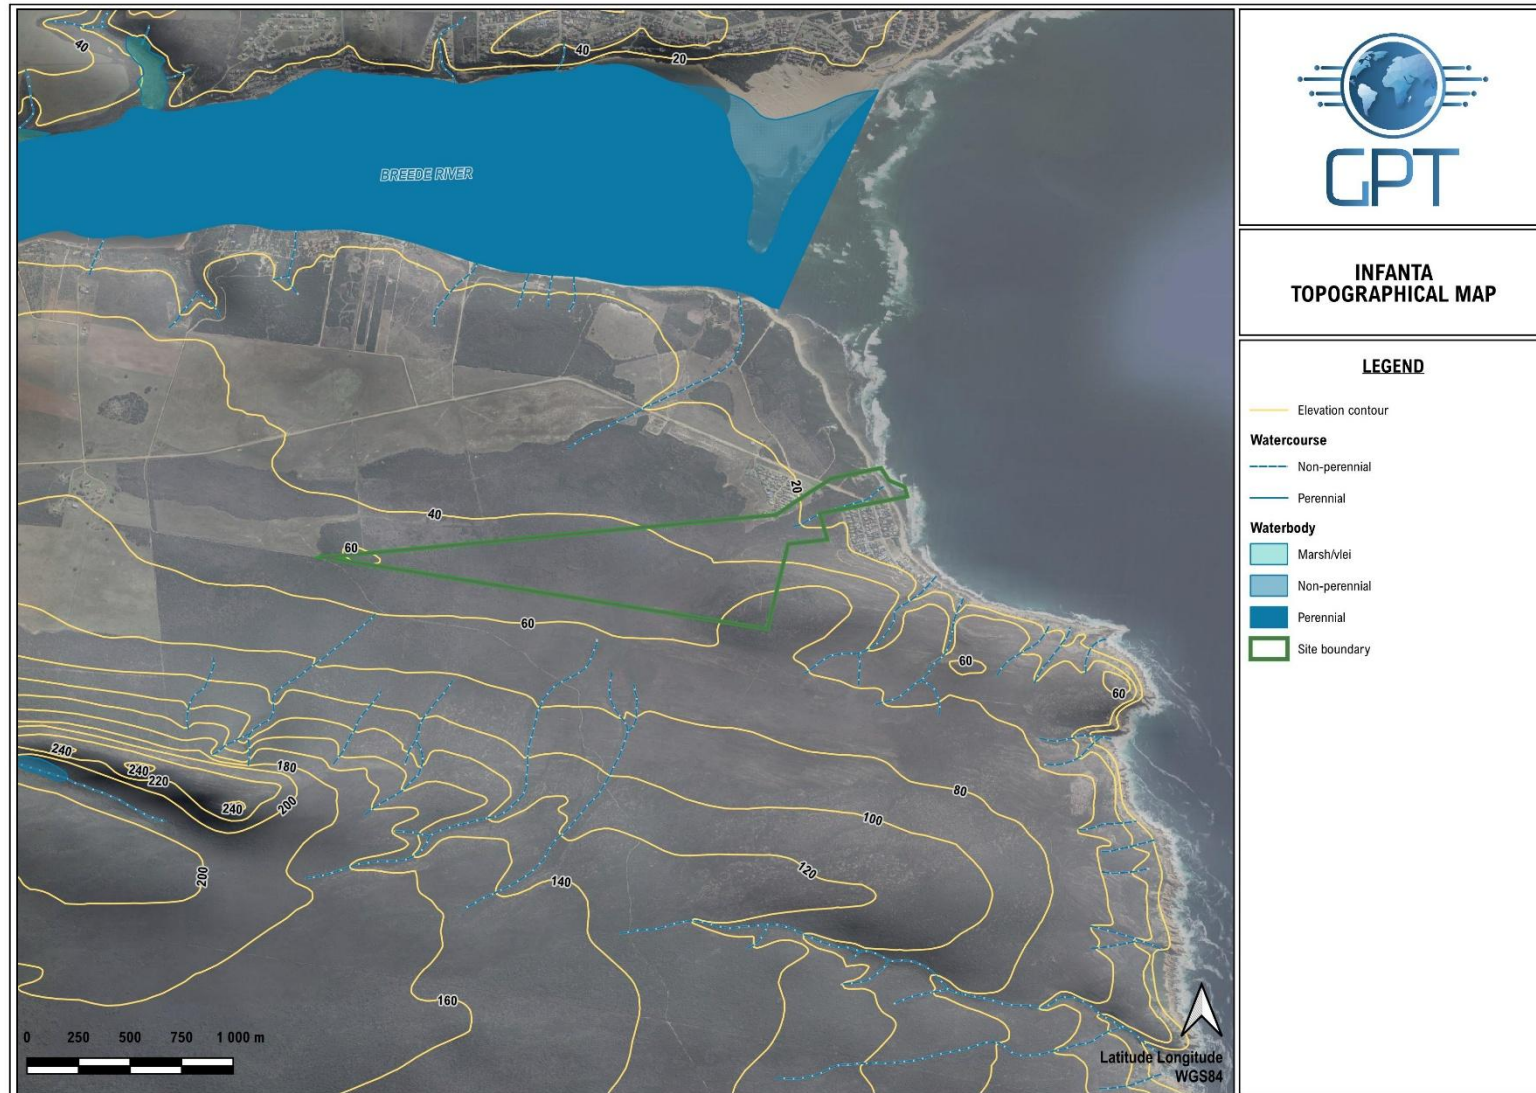 40
40
20
BREEDE RIVER
20
40
60
60
60
60
240
240
220
240
180
200
200
80
100
120
140
160
0 250 500 750 1 000 m
Latitude Longitude
WGS84
GPT
INFANTA
TOPOGRAPHICAL MAP
LEGEND
Elevation contour
Watercourse
Non-perennial
Perennial
Waterbody
Marsh/vlei
Non-perennial
Perennial
Site boundary